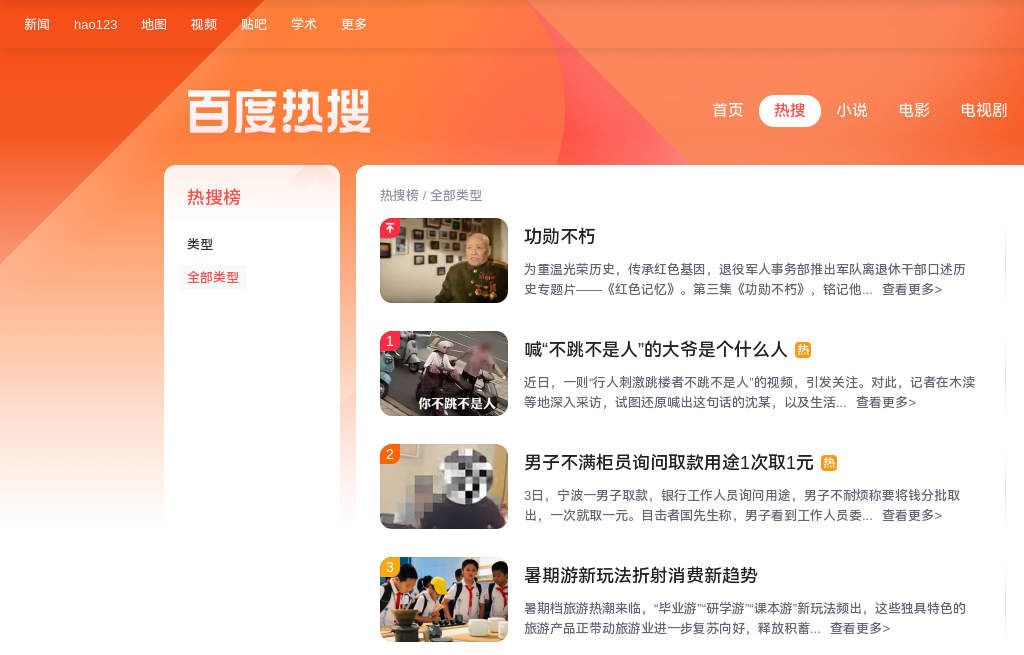 新闻 hao123 地图 视频 贴吧 学术 更多
百度热搜
首页 热搜 小说 电影 电视剧
热搜榜
类型
全部类型
热搜榜 / 全部类型
功勋不朽
为重温光荣历史，传承红色基因，退役军人事务部推出军队离退休干部口述历
史专题片——《红色记忆》。第三集《功勋不朽》，铭记他... 查看更多>
1
你不跳不是人
喊“不跳不是人”的大爷是个什么人 热
近日，一则“行人刺激跳楼者不跳不是人”的视频，引发关注。对此，记者在木渎
等地深入采访，试图还原喊出这句话的沈某，以及生活... 查看更多>
2
男子不满柜员询问取款用途1次取1元 热
3日，宁波一男子取款，银行工作人员询问用途，男子不耐烦称要将钱分批取
出，一次就取一元。目击者国先生称，男子看到工作人员委... 查看更多>
3
暑期游新玩法折射消费新趋势
暑期档旅游热潮来临，“毕业游”“研学游”“课本游”新玩法频出，这些独具特色的
旅游产品正带动旅游业进一步复苏向好，释放积蓄... 查看更多>